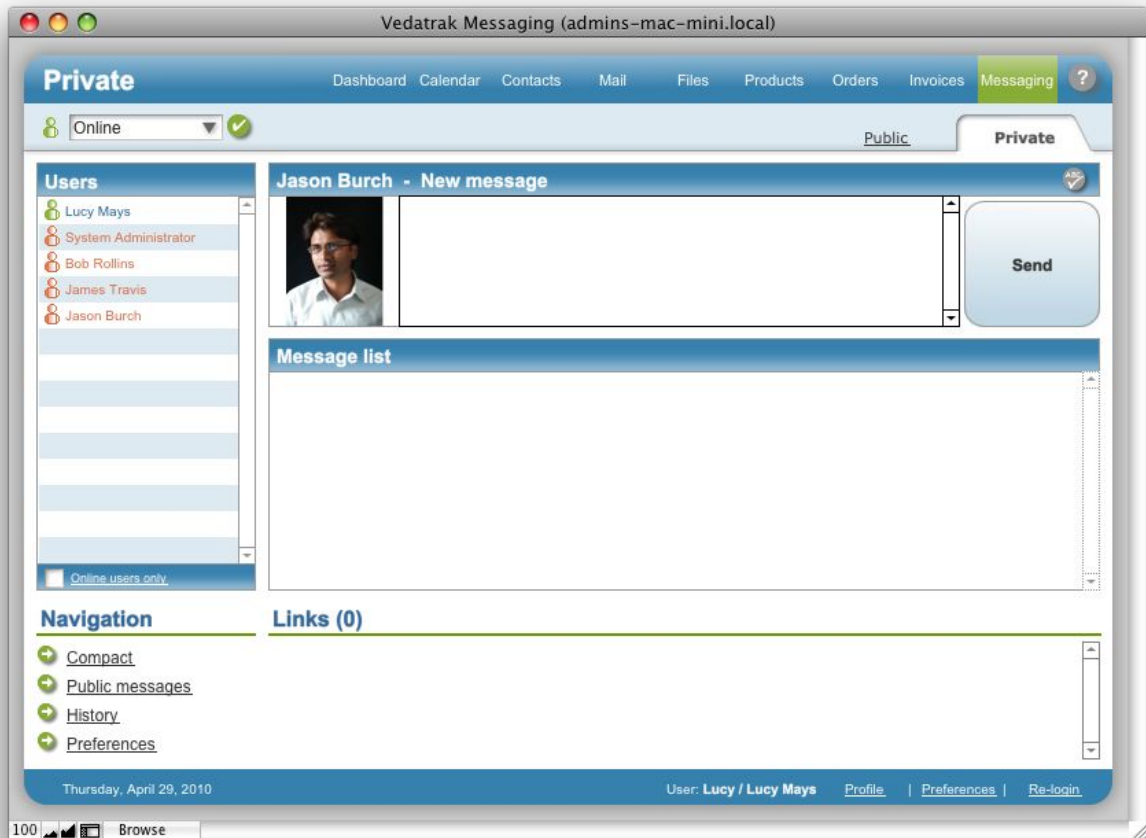 Vedatrak Messaging (admins-mac-mini.local)
Private Dashboard Calendar Contacts Mail Files Products Orders Invoices Messaging ?
Online Public Private
Users
Lucy Mays
System Administrator
Bob Rollins
James Travis
Jason Burch
Online users only
Jason Burch - New message ABC
Send
Message list
Navigation
Compact
Public messages
History
Preferences
Links (0)
Thursday, April 29, 2010 User: Lucy / Lucy Mays Profile | Preferences | Re-login
100 Browse